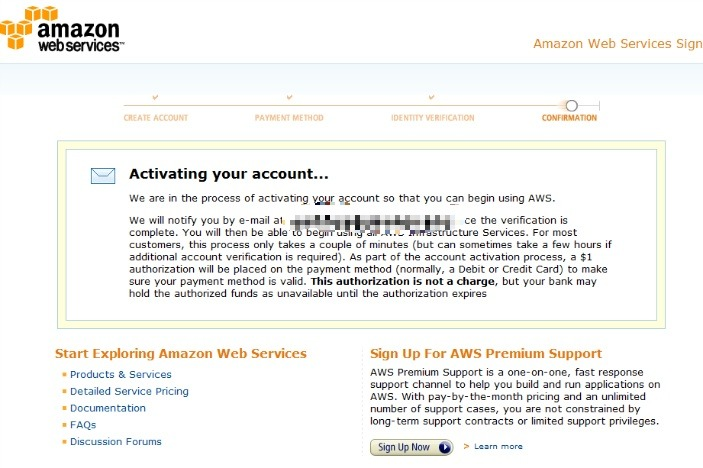 amazon
webservices™
Amazon Web Services Sign
CREATE ACCOUNT
PAYMENT METHOD
IDENTITY VERIFICATION
CONFIRMATION
Activating your account...
We are in the process of activating your account so that you can begin using AWS.
We will notify you by e-mail at ce the verification is
complete. You will then be able to begin using all AWS Infrastructure Services. For most
customers, this process only takes a couple of minutes (but can sometimes take a few hours if
additional account verification is required). As part of the account activation process, a $1
authorization will be placed on the payment method (normally, a Debit or Credit Card) to make
sure your payment method is valid. This authorization is not a charge, but your bank may
hold the authorized funds as unavailable until the authorization expires
Start Exploring Amazon Web Services
Products & Services
Detailed Service Pricing
Documentation
FAQs
Discussion Forums
Sign Up For AWS Premium Support
AWS Premium Support is a one-on-one, fast response
support channel to help you build and run applications on
AWS. With pay-by-the-month pricing and an unlimited
number of support cases, you are not constrained by
long-term support contracts or limited support privileges.
Sign Up Now
> Learn more